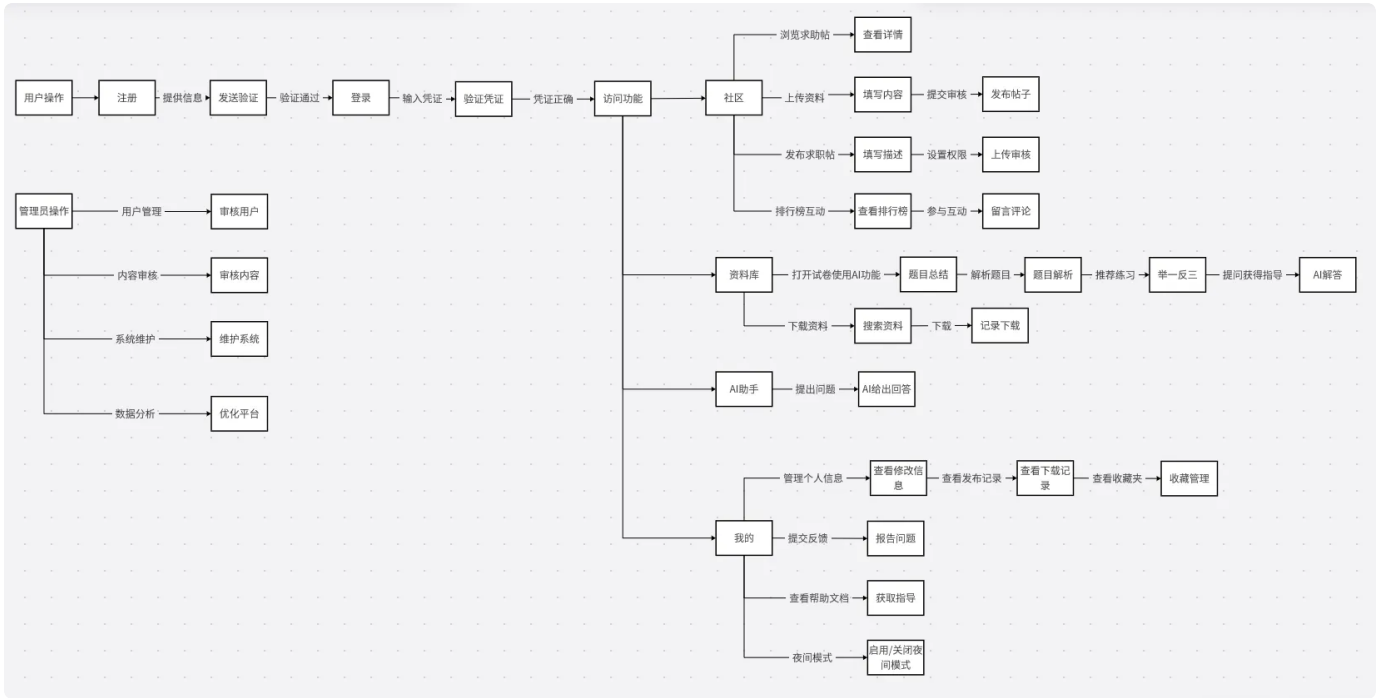 浏览求助帖
查看详情
用户操作
注册
提供信息
发送验证
验证通过
登录
输入凭证
验证凭证
凭证正确
访问功能
社区
上传资料
填写内容
提交审核
发布帖子
发布求职帖
填写描述
设置权限
上传审核
排行榜互动
查看排行榜
参与互动
留言评论
管理员操作
用户管理
审核用户
内容审核
审核内容
系统维护
维护系统
数据分析
优化平台
资料库
打开试卷使用AI功能
题目总结
解析题目
题目解析
推荐练习
举一反三
提问获得指导
AI解答
下载资料
搜索资料
下载
记录下载
AI助手
提出问题
AI给出回答
管理个人信息
查看修改信
息
查看发布记录
查看下载记
录
查看收藏夹
收藏管理
我的
提交反馈
报告问题
查看帮助文档
获取指导
夜间模式
启用/关闭夜
间模式